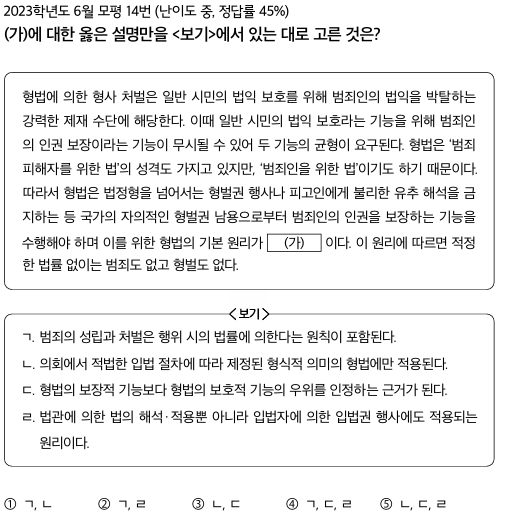 2023학년도 6월 모평 14번 (난이도 중, 정답률 45%)
(가)에 대한 옳은 설명만을 <보기>에서 있는 대로 고른 것은?
형법에 의한 형사 처벌은 일반 시민의 법익 보호를 위해 범죄인의 법익을 박탈하는
강력한 제재 수단에 해당한다. 이때 일반 시민의 법익 보호라는 기능을 위해 범죄인
의 인권 보장이라는 기능이 무시될 수 있어 두 기능의 균형이 요구된다. 형법은 ‘범죄
피해자를 위한 법’의 성격도 가지고 있지만, ‘범죄인을 위한 법’이기도 하기 때문이다.
따라서 형법은 법정형을 넘어서는 형벌권 행사나 피고인에게 불리한 유추 해석을 금
지하는 등 국가의 자의적인 형벌권 남용으로부터 범죄인의 인권을 보장하는 기능을
수행해야 하며 이를 위한 형법의 기본 원리가 (가) 이다. 이 원리에 따르면 적정
한 법률 없이는 범죄도 없고 형벌도 없다.
<보기>
ㄱ. 범죄의 성립과 처벌은 행위 시의 법률에 의한다는 원칙이 포함된다.
ㄴ. 의회에서 적법한 입법 절차에 따라 제정된 형식적 의미의 형법에만 적용된다.
ㄷ. 형법의 보장적 기능보다 형법의 보호적 기능의 우위를 인정하는 근거가 된다.
ㄹ. 법관에 의한 법의 해석·적용뿐 아니라 입법자에 의한 입법권 행사에도 적용되는
원리이다.
① ㄱ, ㄴ ② ㄱ, ㄹ ③ ㄴ, ㄷ ④ ㄱ, ㄷ, ㄹ ⑤ ㄴ, ㄷ, ㄹ